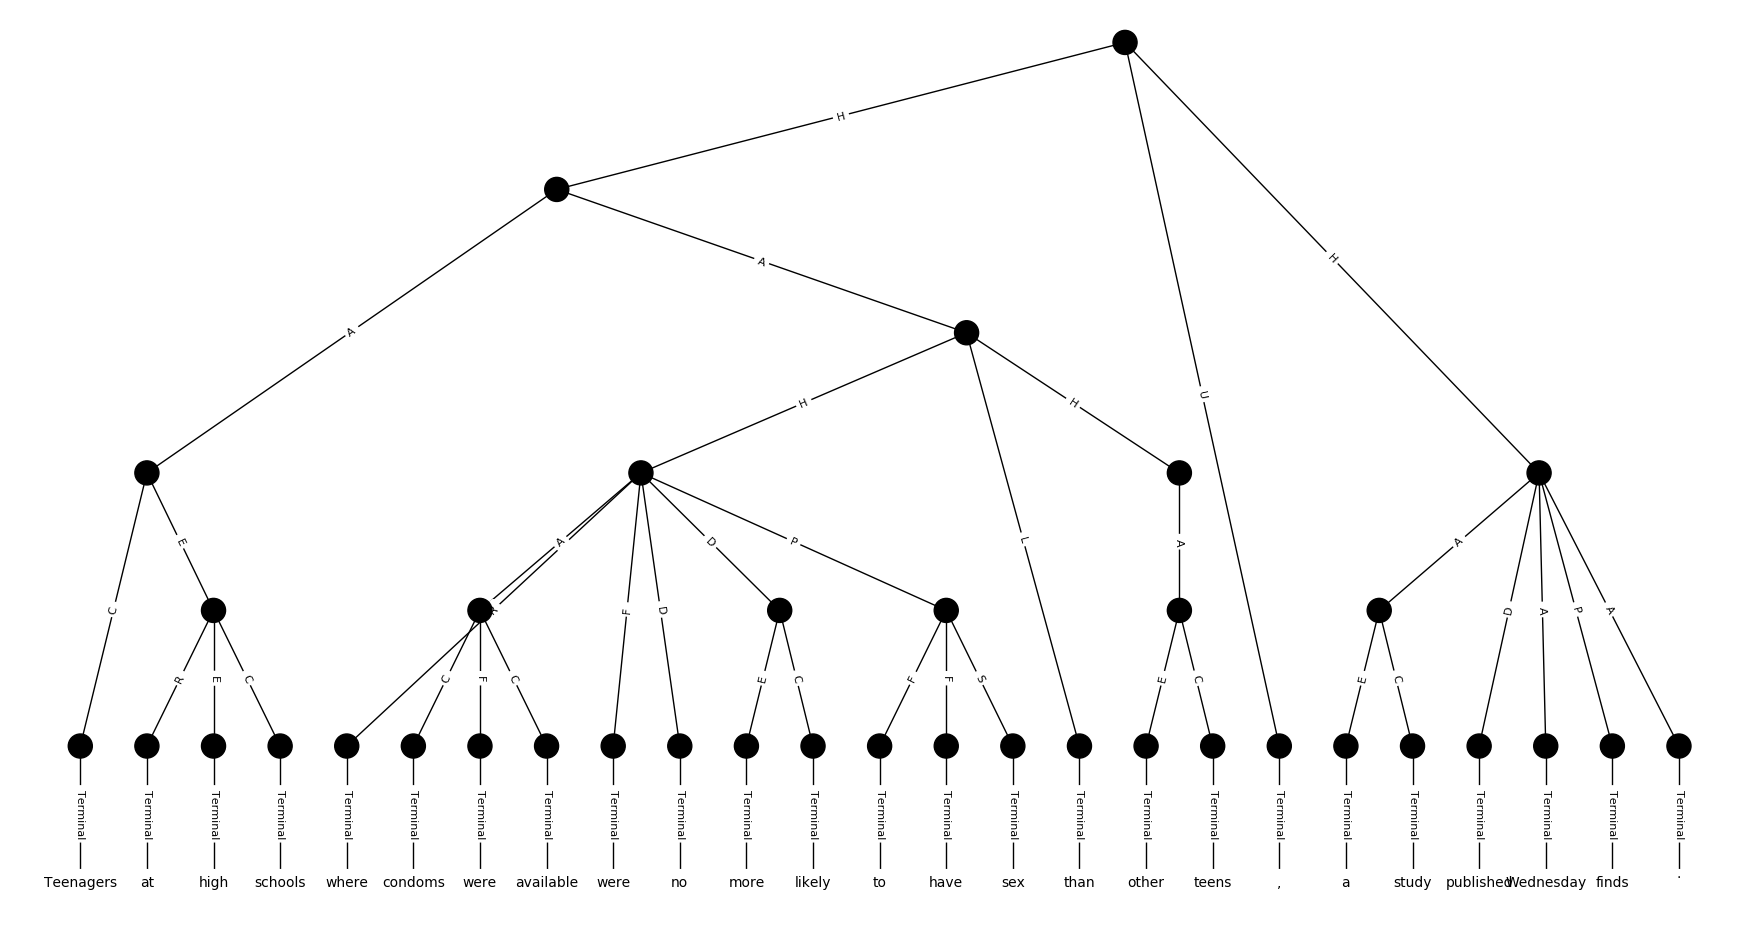 H
A A
H H U H
C E A R F D D P L A A D A P A
R E C C F C E C F F S E C E C
Terminal Terminal Terminal Terminal Terminal Terminal Terminal Terminal Terminal Terminal Terminal Terminal Terminal Terminal Terminal Terminal Terminal Terminal Terminal Terminal Terminal Terminal Terminal Terminal Terminal
Teenagers at high schools where condoms were available were no more likely to have sex than other teens , a study published Wednesday finds .